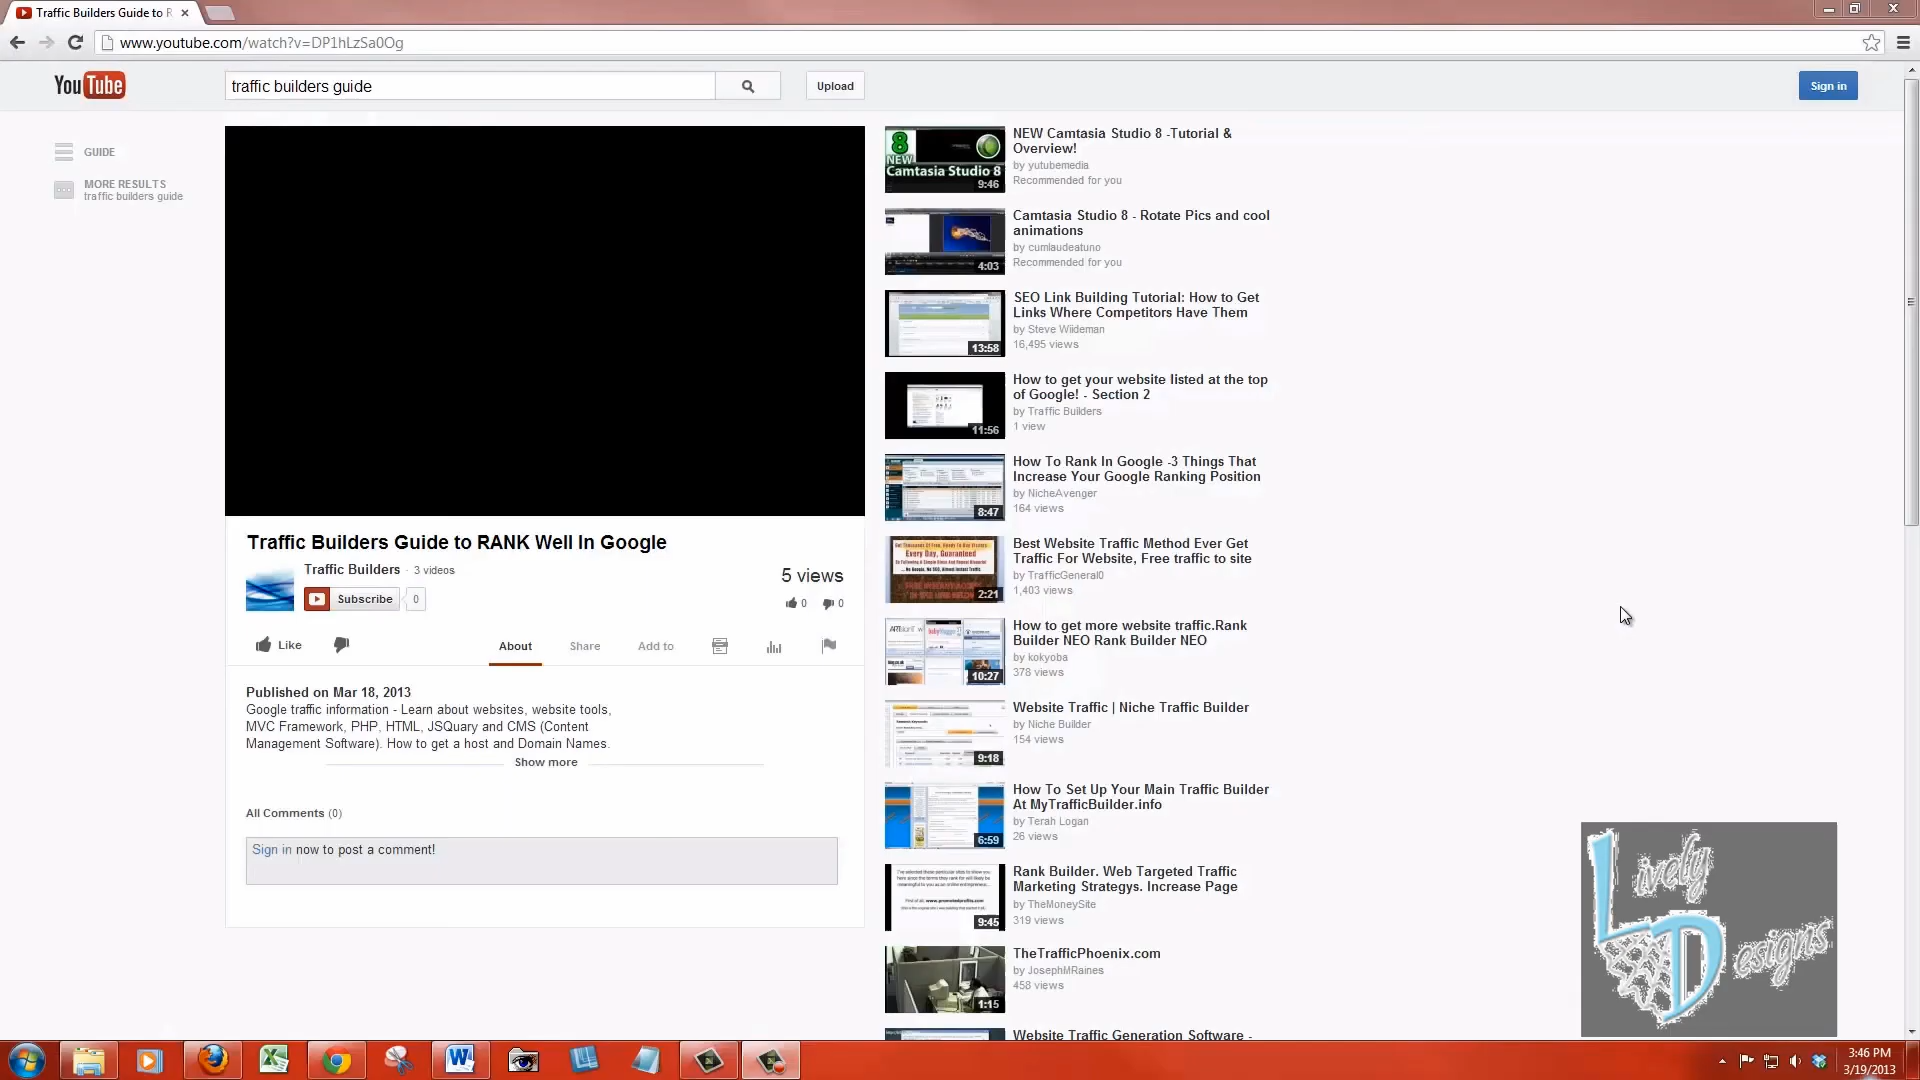 Traffic Builders Guide to R
www.youtube.com/watch?v=DP1hLzSa0Og
YouTube
traffic builders guide
Upload
Sign in
GUIDE
MORE RESULTS
traffic builders guide
Traffic Builders Guide to RANK Well In Google
Traffic Builders · 3 videos
Subscribe
0
5 views
0
0
Like
About
Share
Add to
Published on Mar 18, 2013
Google traffic information - Learn about websites, website tools,
MVC Framework, PHP, HTML, JSQuary and CMS (Content
Management Software). How to get a host and Domain Names.
Show more
All Comments (0)
Sign in now to post a comment!
8
NEW
Camtasia Studio 8
9:46
NEW Camtasia Studio 8 -Tutorial &
Overview!
by yutubemedia
Recommended for you
4:03
Camtasia Studio 8 - Rotate Pics and cool
animations
by cumlaudeatuno
Recommended for you
13:58
SEO Link Building Tutorial: How to Get
Links Where Competitors Have Them
by Steve Wiideman
16,495 views
11:56
How to get your website listed at the top
of Google! - Section 2
by Traffic Builders
1 view
8:47
How To Rank In Google -3 Things That
Increase Your Google Ranking Position
by NicheAvenger
164 views
Every Day, Guaranteed
2:21
Best Website Traffic Method Ever Get
Traffic For Website, Free traffic to site
by TrafficGeneral0
1,403 views
10:27
How to get more website traffic.Rank
Builder NEO Rank Builder NEO
by kokyoba
378 views
9:18
Website Traffic | Niche Traffic Builder
by Niche Builder
154 views
6:59
How To Set Up Your Main Traffic Builder
At MyTrafficBuilder.info
by Terah Logan
26 views
9:45
Rank Builder. Web Targeted Traffic
Marketing Strategys. Increase Page
by TheMoneySite
319 views
1:15
TheTrafficPhoenix.com
by JosephMRaines
458 views
Website Traffic Generation Software -
Lively
Designs
3:46 PM
3/19/2013